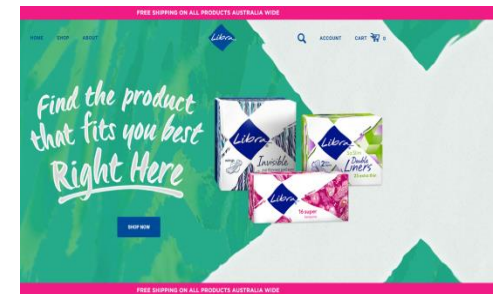 FREE SHIPPING ON ALL PRODUCTS AUSTRALIA WIDE
HOME SHOP ABOUT
Libra
ACCOUNT CART 0
Find the product
that fits you best
Right Here
SHOP NOW
Libra
Invisible
Libra
Double
Liners
Libra
16 super
FREE SHIPPING ON ALL PRODUCTS AUSTRALIA WIDE